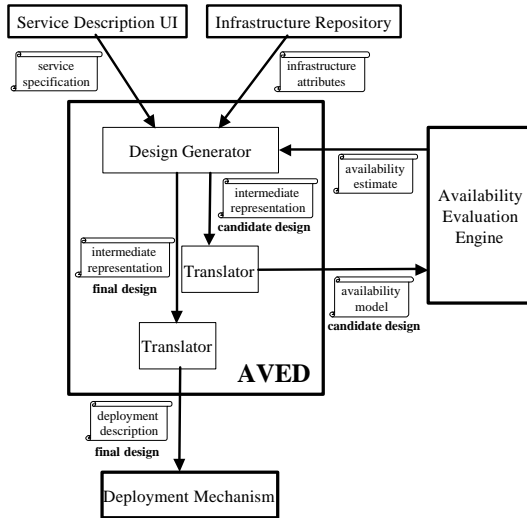 Service Description UI
Infrastructure Repository
service
specification
infrastructure
attributes
Design Generator
availability
estimate
Availability
Evaluation
Engine
intermediate
representation
candidate design
intermediate
representation
final design
Translator
availability
model
candidate design
Translator
AVED
deployment
description
final design
Deployment Mechanism